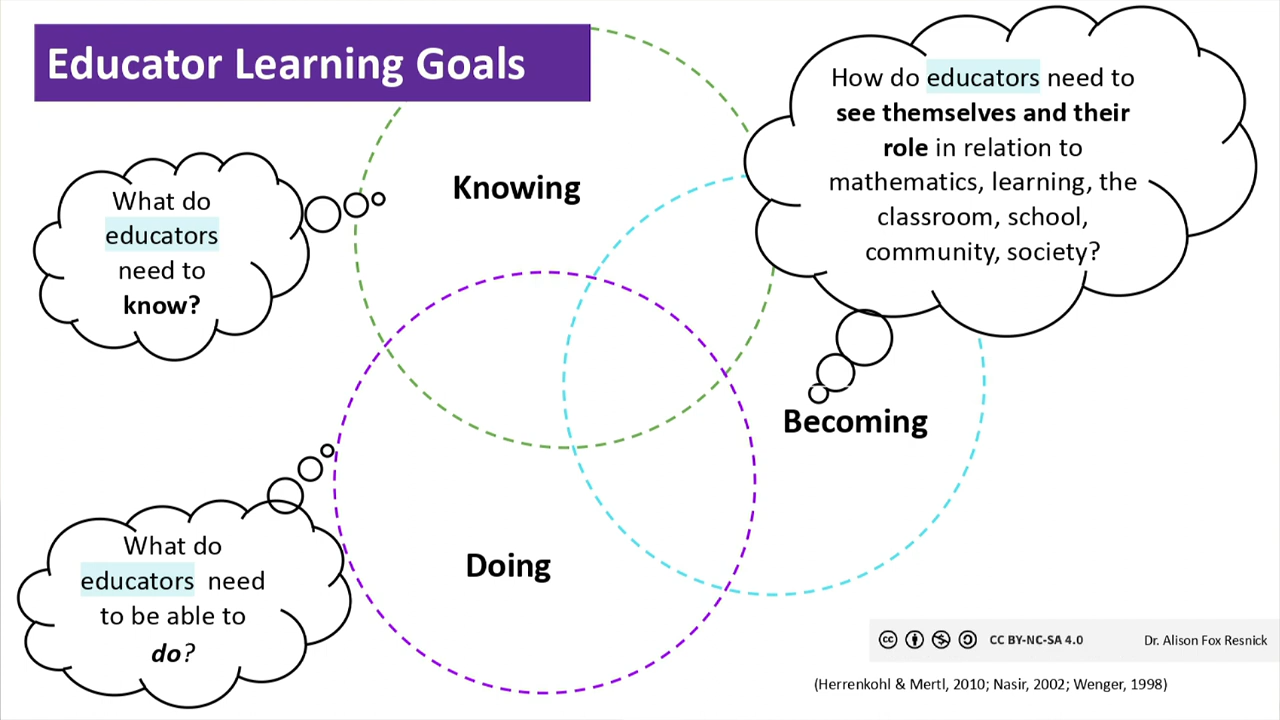 Educator Learning Goals
Knowing
What do
educators
need to
know?
How do educators need to
see themselves and their
role in relation to
mathematics, learning, the
classroom, school,
community, society?
Becoming
What do
educators need
to be able to
do?
Doing
CC BY-NC-SA 4.0 Dr. Alison Fox Resnick
(Herrenkohl & Mertl, 2010; Nasir, 2002; Wenger, 1998)